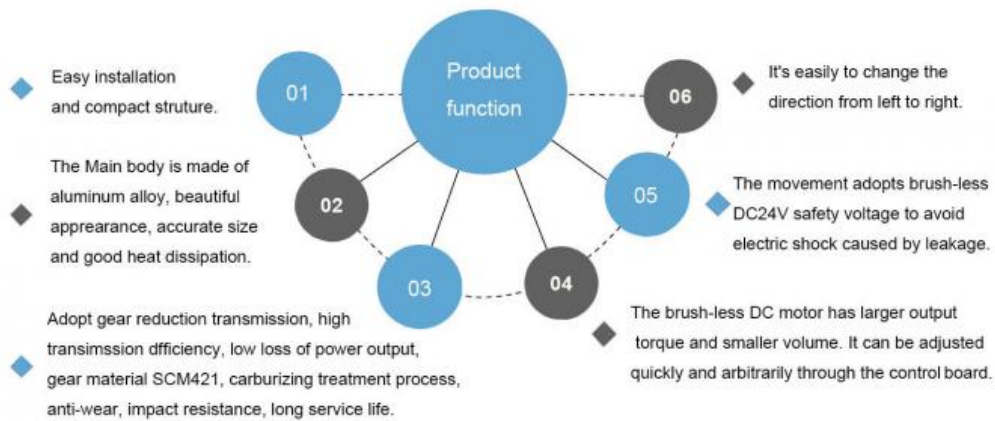 Product
function
01
Easy installation
and compact struture.
02
The Main body is made of
aluminum alloy, beautiful
apprearance, accurate size
and good heat dissipation.
03
Adopt gear reduction transmission, high
transimssion dfficiency, low loss of power output,
gear material SCM421, carburizing treatment process,
anti-wear, impact resistance, long service life.
04
The brush-less DC motor has larger output
torque and smaller volume. It can be adjusted
quickly and arbitrarily through the control board.
05
The movement adopts brush-less
DC24V safety voltage to avoid
electric shock caused by leakage.
06
It's easily to change the
direction from left to right.